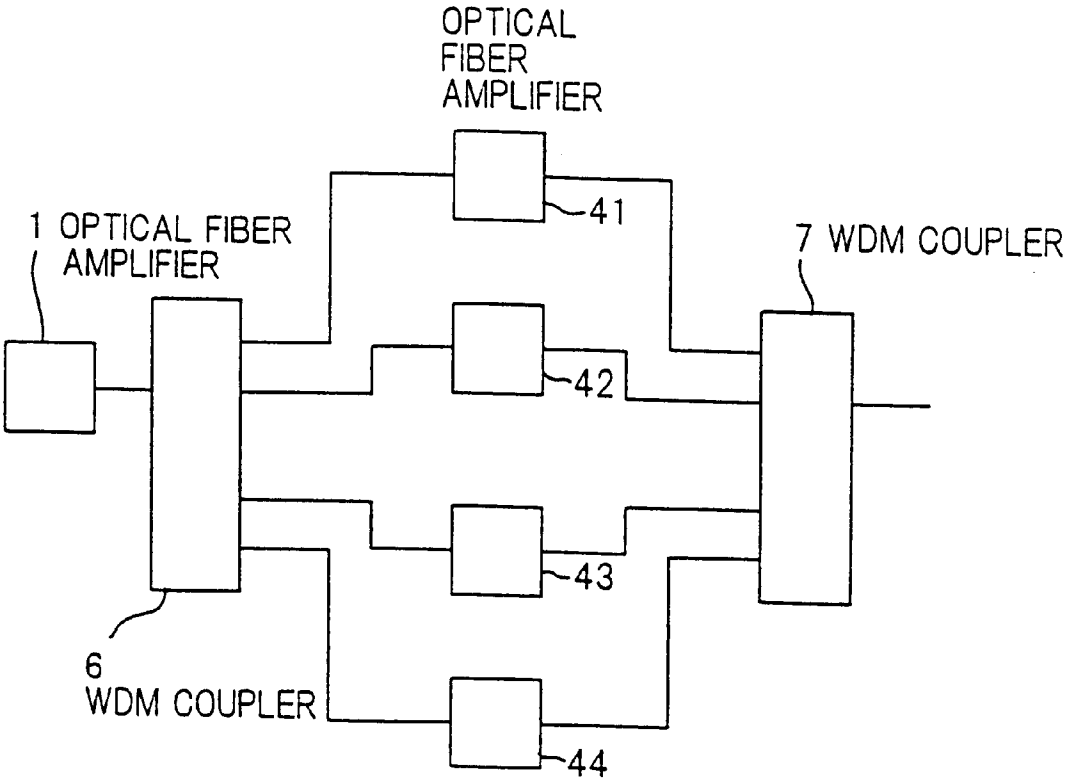 OPTICAL
FIBER
AMPLIFIER
41
1 OPTICAL FIBER
AMPLIFIER
7 WDM COUPLER
42
43
6
WDM COUPLER
44